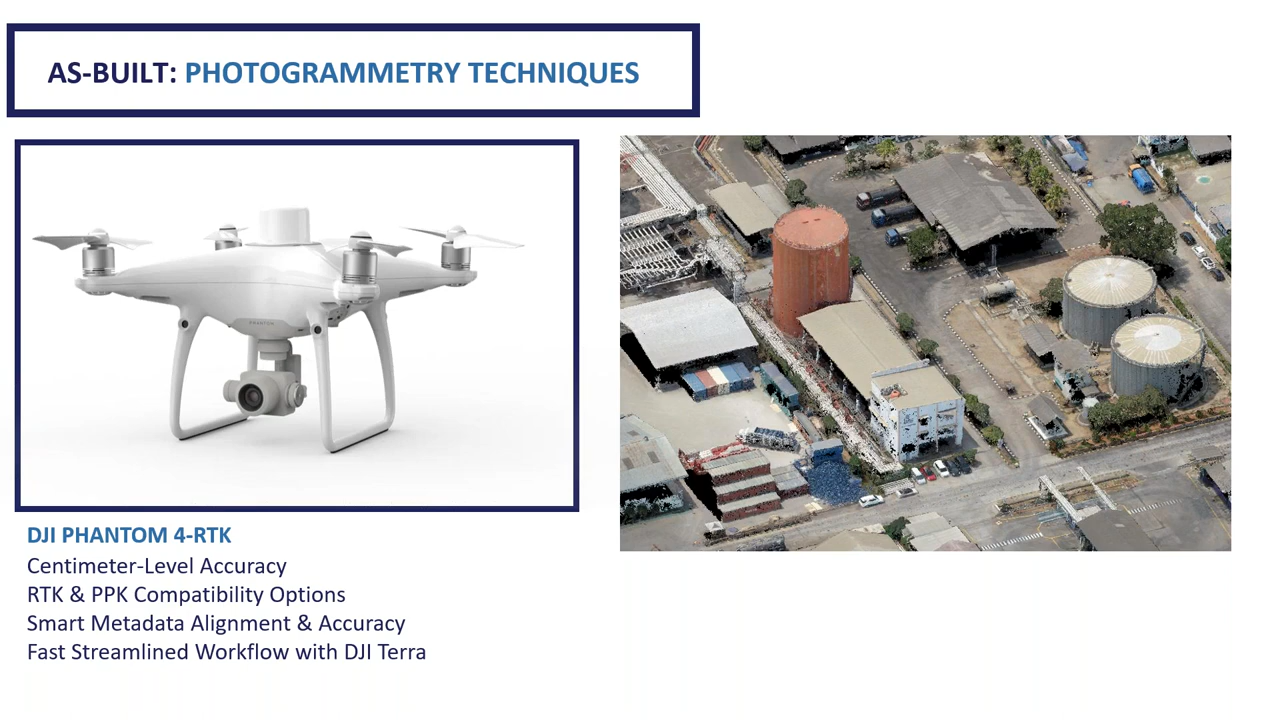 AS-BUILT: PHOTOGRAMMETRY TECHNIQUES
PHANTOM
DJI PHANTOM 4-RTK
Centimeter-Level Accuracy
RTK & PPK Compatibility Options
Smart Metadata Alignment & Accuracy
Fast Streamlined Workflow with DJI Terra